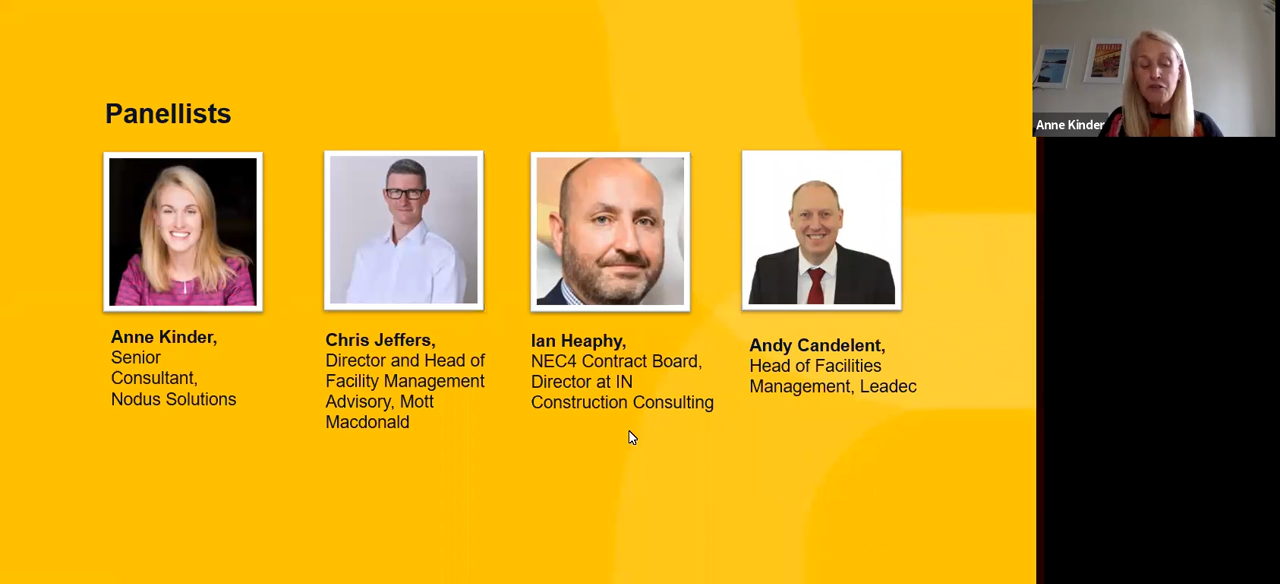 Panellists
Anne Kinder,
Senior
Consultant,
Nodus Solutions
Chris Jeffers,
Director and Head of
Facility Management
Advisory, Mott
Macdonald
Ian Heaphy,
NEC4 Contract Board,
Director at IN
Construction Consulting
Andy Candelent,
Head of Facilities
Management, Leadec
Anne Kinder